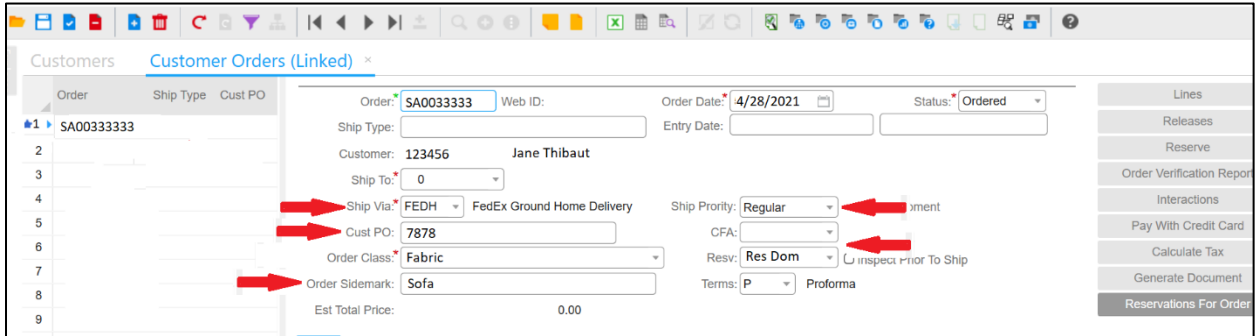 Customers Customer Orders (Linked) ×
Order Ship Type Cust PO
1 SA00333333
2
3
4
5
6
7
8
9
Order:* SA0033333 Web ID: Order Date:* 4/28/2021 Status:* Ordered
Ship Type: Entry Date:
Customer: 123456 Jane Thibaut
Ship To:* 0
Ship Via:* FEDH FedEx Ground Home Delivery Ship Prority: Regular
Cust PO: 7878 CFA:
Order Class:* Fabric Resv: Res Dom Inspect Prior To Ship
Order Sidemark: Sofa Terms: P Proforma
Est Total Price: 0.00
Lines
Releases
Reserve
Order Verification Report
Interactions
Pay With Credit Card
Calculate Tax
Generate Document
Reservations For Order